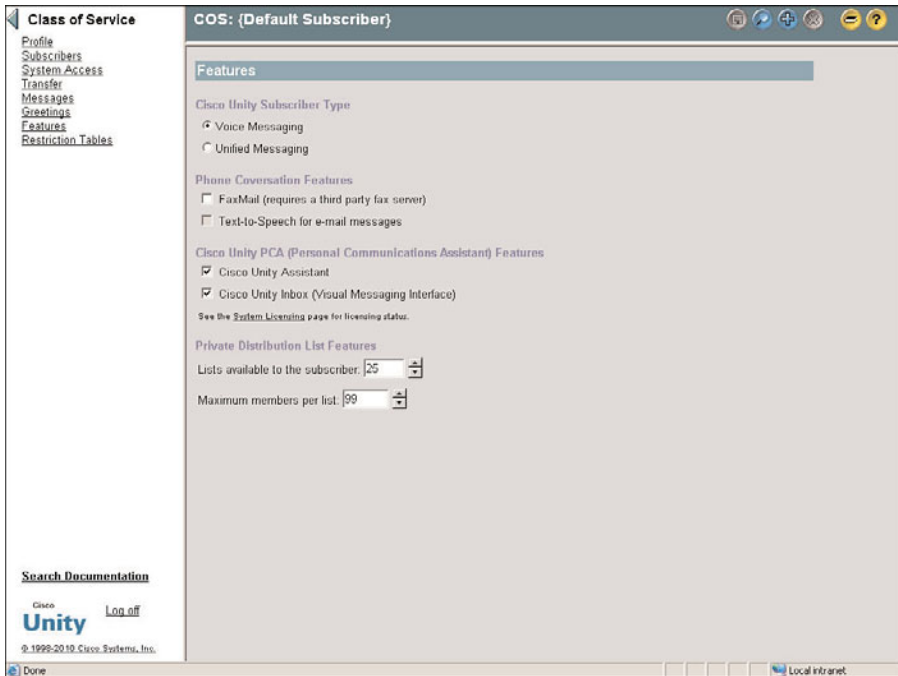 Class of Service
Profile
Subscribers
System Access
Transfer
Messages
Greetings
Features
Restriction Tables
Search Documentation
Cisco
Unity
Log off
© 1998-2010 Cisco Systems, Inc.
COS: {Default Subscriber}
?
Features
Cisco Unity Subscriber Type
Voice Messaging
Unified Messaging
Phone Coversation Features
FaxMail (requires a third party fax server)
Text-to-Speech for e-mail messages
Cisco Unity PCA (Personal Communications Assistant) Features
Cisco Unity Assistant
Cisco Unity Inbox (Visual Messaging Interface)
See the System Licensing page for licensing status.
Private Distribution List Features
Lists available to the subscriber: 25
Maximum members per list: 99
Done
Local intranet